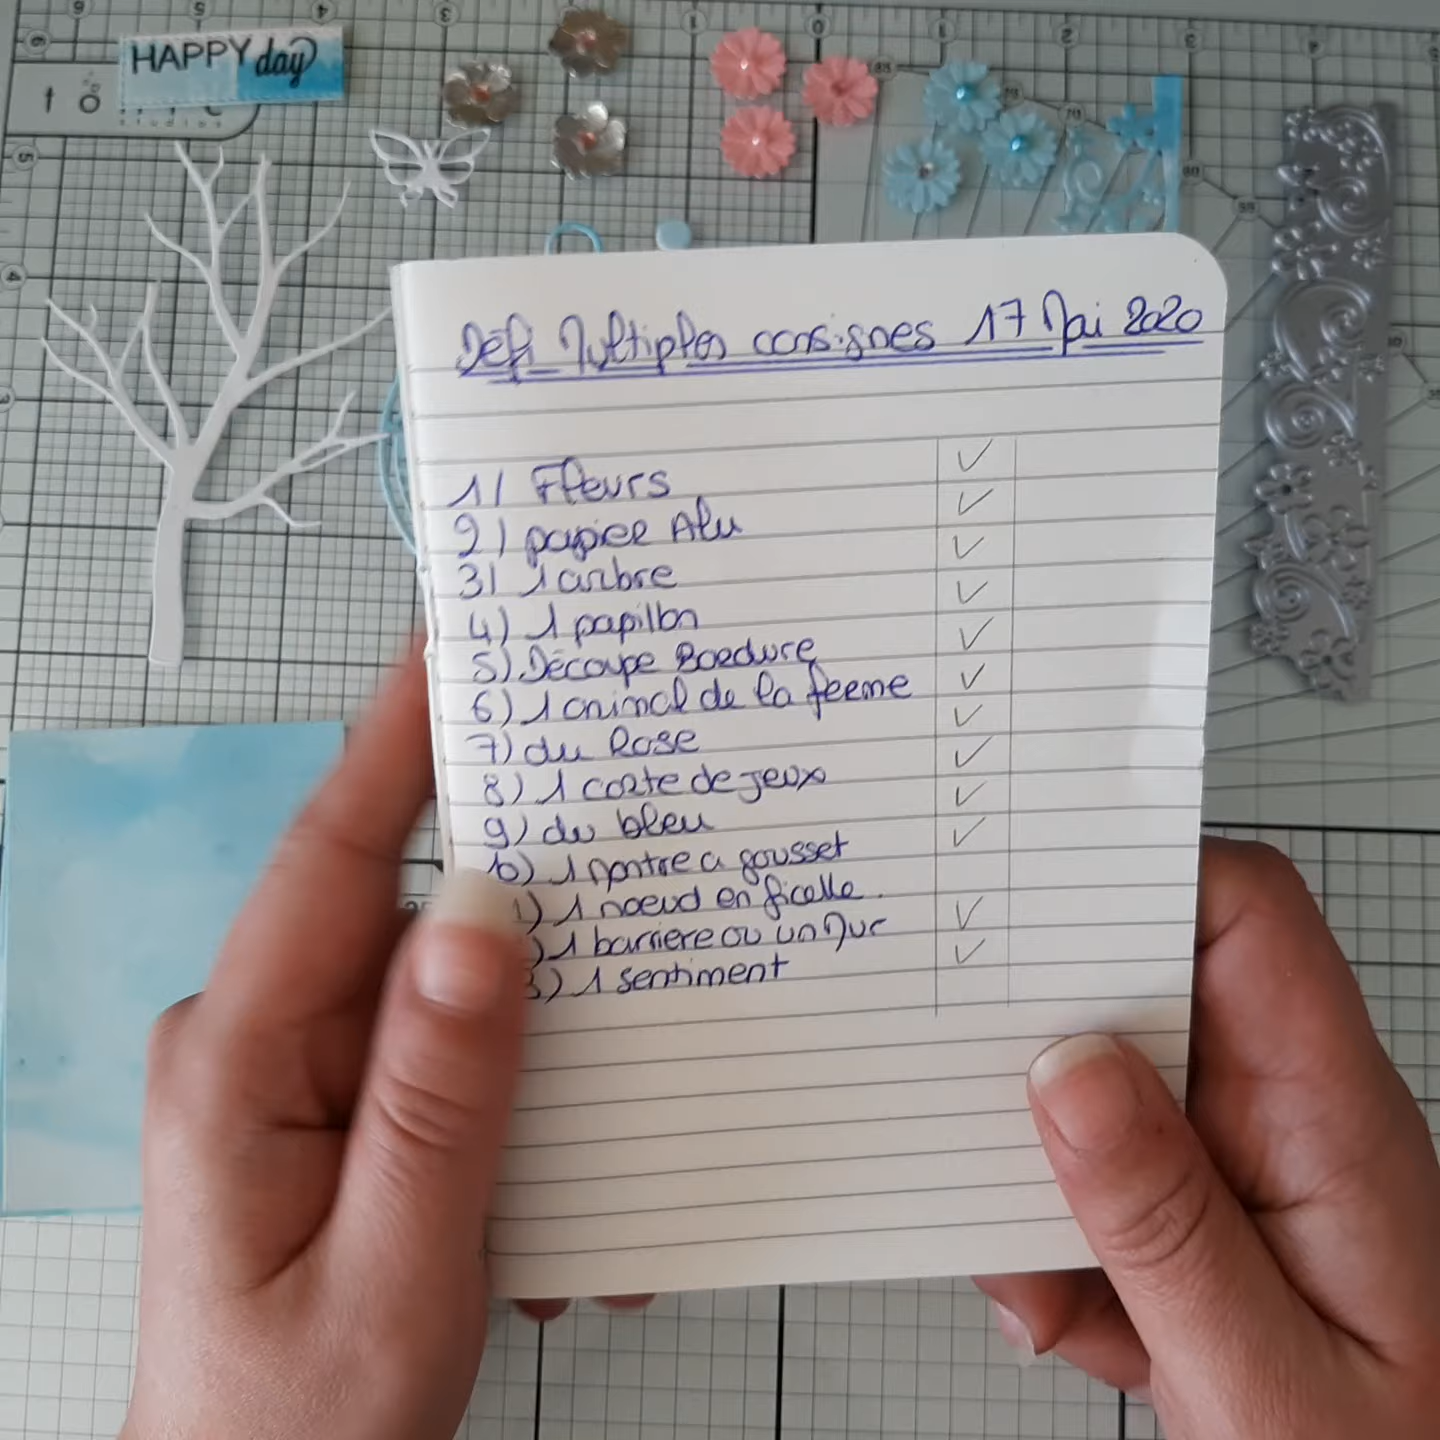 HAPPY day
Défi Multiples consignes 17 Mai 2020
1) Fleurs
2) papier Alu
3) 1 arbre
4) 1 papillon
5) Découpe Bordure
6) 1 animal de la ferme
7) du Rose
8) 1 carte de jeux
9) du bleu
10) 1 montre a gousset
1) 1 noeud en ficelle.
) 1 barriere ou un Mur
3) 1 sentiment